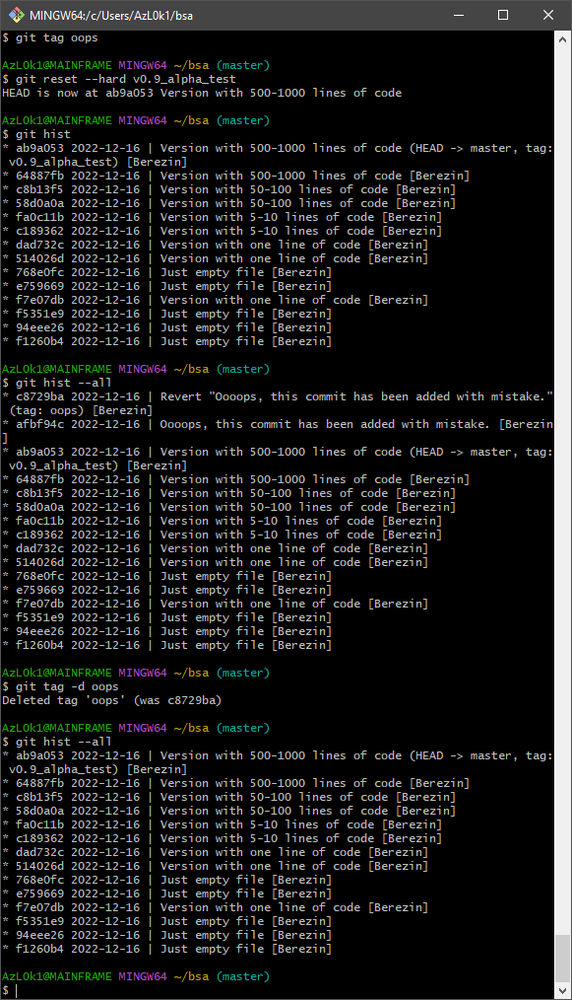 MINGW64:/c/Users/AzL0k1/bsa
$ git tag oops
AzL0k1@MAINFRAME MINGW64 ~/bsa (master)
$ git reset --hard v0.9_alpha_test
HEAD is now at ab9a053 Version with 500-1000 lines of code
AzL0k1@MAINFRAME MINGW64 ~/bsa (master)
$ git hist
* ab9a053 2022-12-16 | Version with 500-1000 lines of code (HEAD -> master, tag:
v0.9_alpha_test) [Berezin]
* 64887fb 2022-12-16 | Version with 500-1000 lines of code [Berezin]
* c8b13f5 2022-12-16 | Version with 50-100 lines of code [Berezin]
* 58d0a0a 2022-12-16 | Version with 50-100 lines of code [Berezin]
* fa0c11b 2022-12-16 | Version with 5-10 lines of code [Berezin]
* c189362 2022-12-16 | Version with 5-10 lines of code [Berezin]
* dad732c 2022-12-16 | Version with one line of code [Berezin]
* 514026d 2022-12-16 | Version with one line of code [Berezin]
* 768e0fc 2022-12-16 | Just empty file [Berezin]
* e759669 2022-12-16 | Just empty file [Berezin]
* f7e07db 2022-12-16 | Version with one line of code [Berezin]
* f5351e9 2022-12-16 | Just empty file [Berezin]
* 94eee26 2022-12-16 | Just empty file [Berezin]
* f1260b4 2022-12-16 | Just empty file [Berezin]
AzL0k1@MAINFRAME MINGW64 ~/bsa (master)
$ git hist --all
* c8729ba 2022-12-16 | Revert "Oooops, this commit has been added with mistake."
(tag: oops) [Berezin]
* afbf94c 2022-12-16 | Oooops, this commit has been added with mistake. [Berezin
]
* ab9a053 2022-12-16 | Version with 500-1000 lines of code (HEAD -> master, tag:
v0.9_alpha_test) [Berezin]
* 64887fb 2022-12-16 | Version with 500-1000 lines of code [Berezin]
* c8b13f5 2022-12-16 | Version with 50-100 lines of code [Berezin]
* 58d0a0a 2022-12-16 | Version with 50-100 lines of code [Berezin]
* fa0c11b 2022-12-16 | Version with 5-10 lines of code [Berezin]
* c189362 2022-12-16 | Version with 5-10 lines of code [Berezin]
* dad732c 2022-12-16 | Version with one line of code [Berezin]
* 514026d 2022-12-16 | Version with one line of code [Berezin]
* 768e0fc 2022-12-16 | Just empty file [Berezin]
* e759669 2022-12-16 | Just empty file [Berezin]
* f7e07db 2022-12-16 | Version with one line of code [Berezin]
* f5351e9 2022-12-16 | Just empty file [Berezin]
* 94eee26 2022-12-16 | Just empty file [Berezin]
* f1260b4 2022-12-16 | Just empty file [Berezin]
AzL0k1@MAINFRAME MINGW64 ~/bsa (master)
$ git tag -d oops
Deleted tag 'oops' (was c8729ba)
AzL0k1@MAINFRAME MINGW64 ~/bsa (master)
$ git hist --all
* ab9a053 2022-12-16 | Version with 500-1000 lines of code (HEAD -> master, tag:
v0.9_alpha_test) [Berezin]
* 64887fb 2022-12-16 | Version with 500-1000 lines of code [Berezin]
* c8b13f5 2022-12-16 | Version with 50-100 lines of code [Berezin]
* 58d0a0a 2022-12-16 | Version with 50-100 lines of code [Berezin]
* fa0c11b 2022-12-16 | Version with 5-10 lines of code [Berezin]
* c189362 2022-12-16 | Version with 5-10 lines of code [Berezin]
* dad732c 2022-12-16 | Version with one line of code [Berezin]
* 514026d 2022-12-16 | Version with one line of code [Berezin]
* 768e0fc 2022-12-16 | Just empty file [Berezin]
* e759669 2022-12-16 | Just empty file [Berezin]
* f7e07db 2022-12-16 | Version with one line of code [Berezin]
* f5351e9 2022-12-16 | Just empty file [Berezin]
* 94eee26 2022-12-16 | Just empty file [Berezin]
* f1260b4 2022-12-16 | Just empty file [Berezin]
AzL0k1@MAINFRAME MINGW64 ~/bsa (master)
$